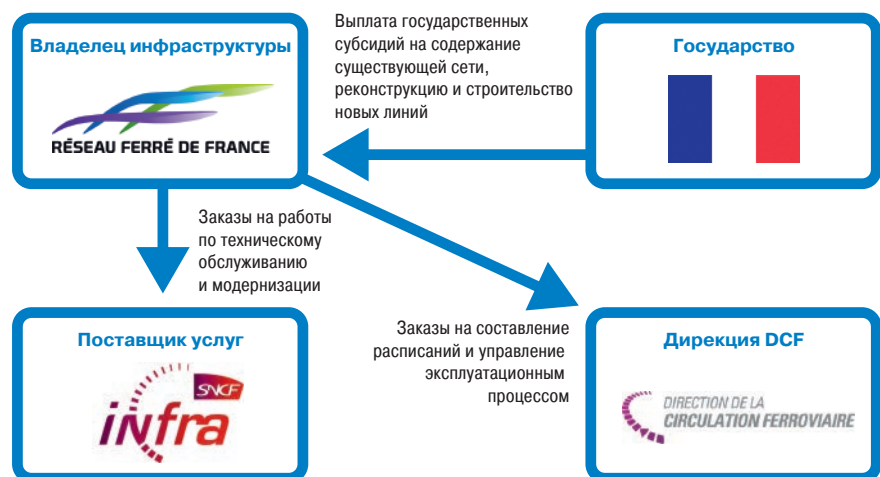 Владелец инфраструктуры
RÉSEAU FERRÉ DE FRANCE
Выплата государственных
субсидий на содержание
существующей сети,
реконструкцию и строительство
новых линий
Государство
Заказы на работы
по техническому
обслуживанию
и модернизации
Заказы на составление
расписаний и управление
эксплуатационным
процессом
Поставщик услуг
SNCF
infra
Дирекция DCF
DIRECTION DE LA
CIRCULATION FERROVIAIRE